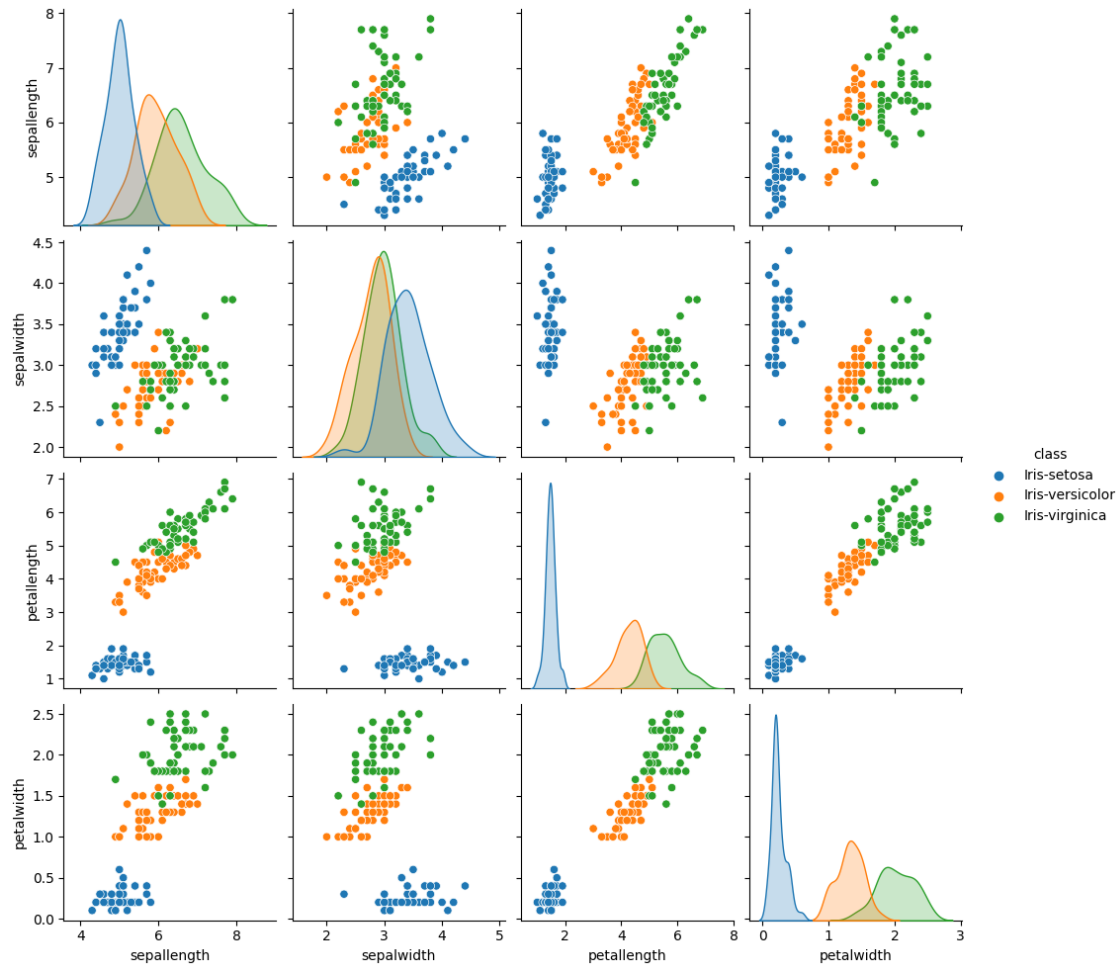 8
7
6
5
sepallength
4.5
4.0
3.5
3.0
2.5
2.0
sepalwidth
class
Iris-setosa
Iris-versicolor
Iris-virginica
7
6
5
4
3
2
1
petallength
2.5
2.0
1.5
1.0
0.5
0.0
petalwidth
4 6 8
2 3 4 5
2 4 6 8
0 1 2 3
sepallength
sepalwidth
petallength
petalwidth